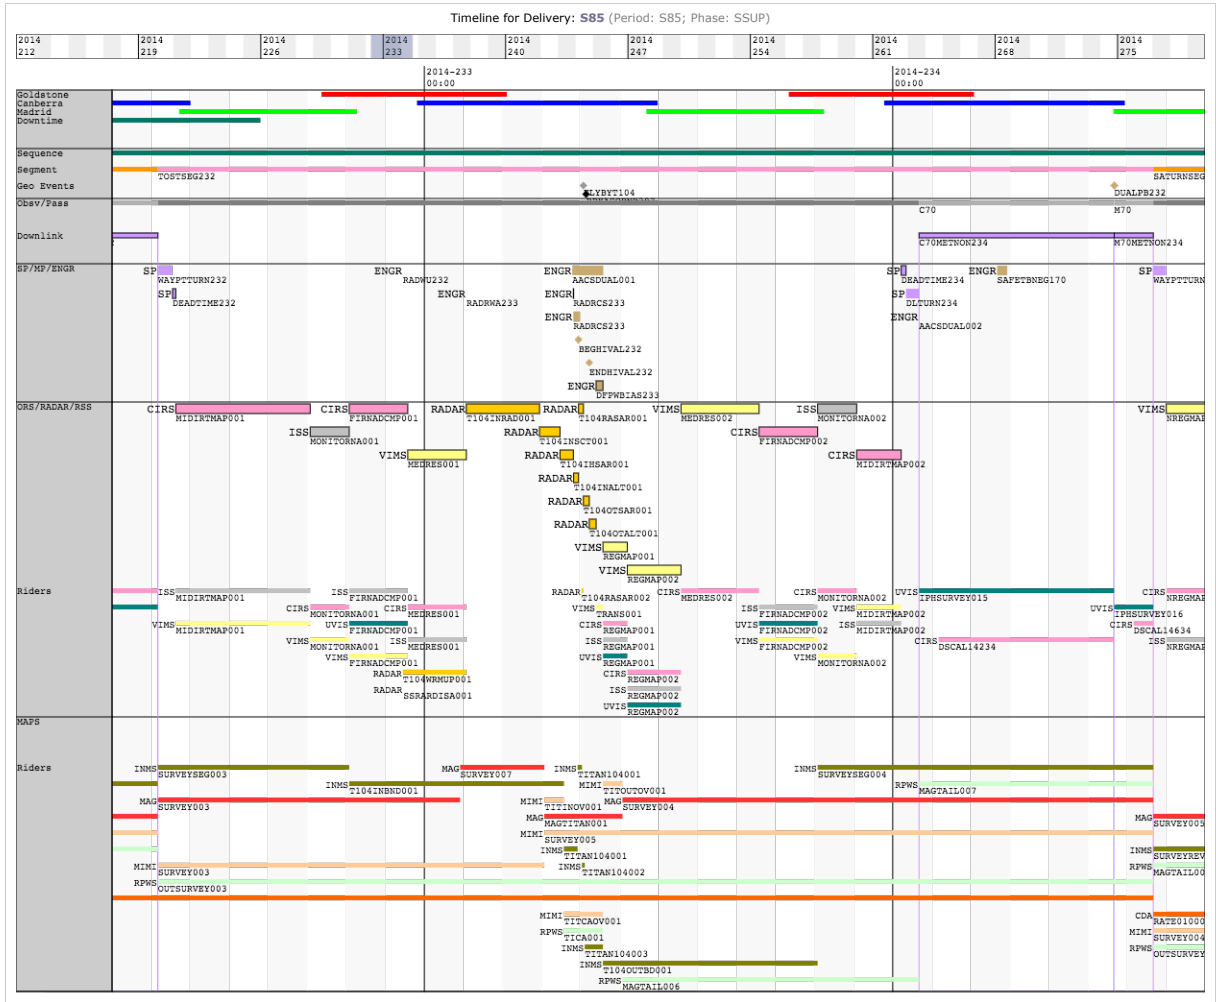 Timeline for Delivery: S85 (Period: S85; Phase: SSUP)
2014 2014 2014 2014 2014 2014 2014 2014 2014 2014
212 219 226 233 240 247 254 261 268 275
2014-233 2014-234
00:00 00:00
Goldstone
Canberra
Madrid
Downtime
Sequence
Segment
TOSTSEG232 SATURNSEG
Geo Events
FLYBYT104 DUALPB232
Obsv/Pass
C70 M70
Downlink
C70METNON234 M70METNON234
SP/MP/ENGR SP ENGR ENGR SP ENGR SP
WAYPTTURN232 RADWU232 AACSDUAL001 DEADTIME234 SAFETBNEG170 WAYPTTURN
SP ENGR ENGR SP
DEADTIME232 RADRWA233 RADRCS233 DLTURN234
ENGR ENGR
RADRCS233 AACSDUAL002
BEGHIVAL232
ENDHIVAL232
ENGR
DFPWBIAS233
ORS/RADAR/RSS CIRS CIRS RADAR RADAR VIMS ISS VIMS
MIDIRTMAP001 FIRNADCMP001 T104INRAD001 T104RASAR001 MEDRES002 MONITORNA002 NREGMAP
ISS RADAR CIRS
MONITORNA001 T104INSCT001 FIRNADCMP002
VIMS RADAR CIRS
MEDRES001 T104IHSAR001 MIDIRTMAP002
RADAR
T104INALT001
RADAR
T104OTSAR001
RADAR
T104OTALT001
VIMS
REGMAP001
VIMS
REGMAP002
Riders ISS ISS RADAR CIRS CIRS UVIS CIRS
MIDIRTMAP001 FIRNADCMP001 T104RASAR002 MEDRES002 MONITORNA002 IPHSURVEY015 NREGMAP
CIRS CIRS VIMS ISS VIMS UVIS
MONITORNA001 MEDRES001 TRANS001 FIRNADCMP002 MIDIRTMAP002 IPHSURVEY016
VIMS UVIS CIRS UVIS ISS CIRS
MIDIRTMAP001 FIRNADCMP001 REGMAP001 FIRNADCMP002 MIDIRTMAP002 DSCAL14634
VIMS ISS ISS VIMS CIRS ISS
MONITORNA001 MEDRES001 REGMAP001 FIRNADCMP002 DSCAL14234 NREGMAP
VIMS UVIS VIMS
FIRNADCMP001 REGMAP001 MONITORNA002
RADAR CIRS
T104WRMUP001 REGMAP002
RADAR ISS
SSRARDISA001 REGMAP002
UVIS
REGMAP002
MAPS
Riders INMS MAG INMS INMS
SURVEYSEG003 SURVEY007 TITAN104001 SURVEYSEG004
INMS MIMI RPWS
T104INBND001 TITOUTOV001 MAGTAIL007
MAG MIMI MAG
SURVEY003 TITINOV001 SURVEY004
MAG MAG
MAGTITAN001 SURVEY005
MIMI
SURVEY005
INMS INMS
TITAN104001 SURVEYREV
MIMI INMS RPWS
SURVEY003 TITAN104002 MAGTAIL00
RPWS
OUTSURVEY003
MIMI CDA
TITCAOV001 RATE01000
RPWS MIMI
TICA001 SURVEY004
INMS RPWS
TITAN104003 OUTSURVEY
INMS
T104OUTBD001
RPWS
MAGTAIL006